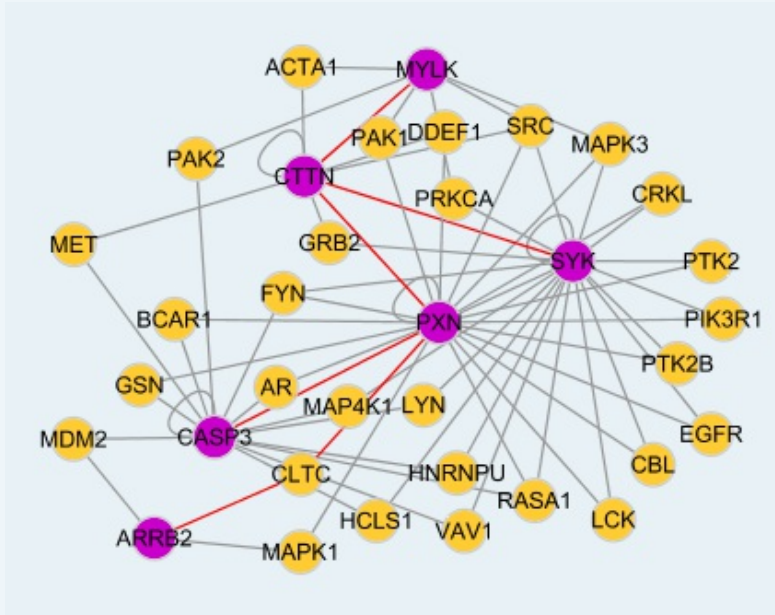 ACTA1
MYLK
PAK1
DDEF1
SRC
MAPK3
PAK2
CTTN
PRKCA
CRKL
MET
GRB2
SYK
PTK2
FYN
BCAR1
PXN
PIK3R1
PTK2B
GSN
AR
MAP4K1
LYN
MDM2
CASP3
EGFR
CLTC
HNRNPU
CBL
RASA1
ARRB2
MAPK1
HCLS1
VAV1
LCK